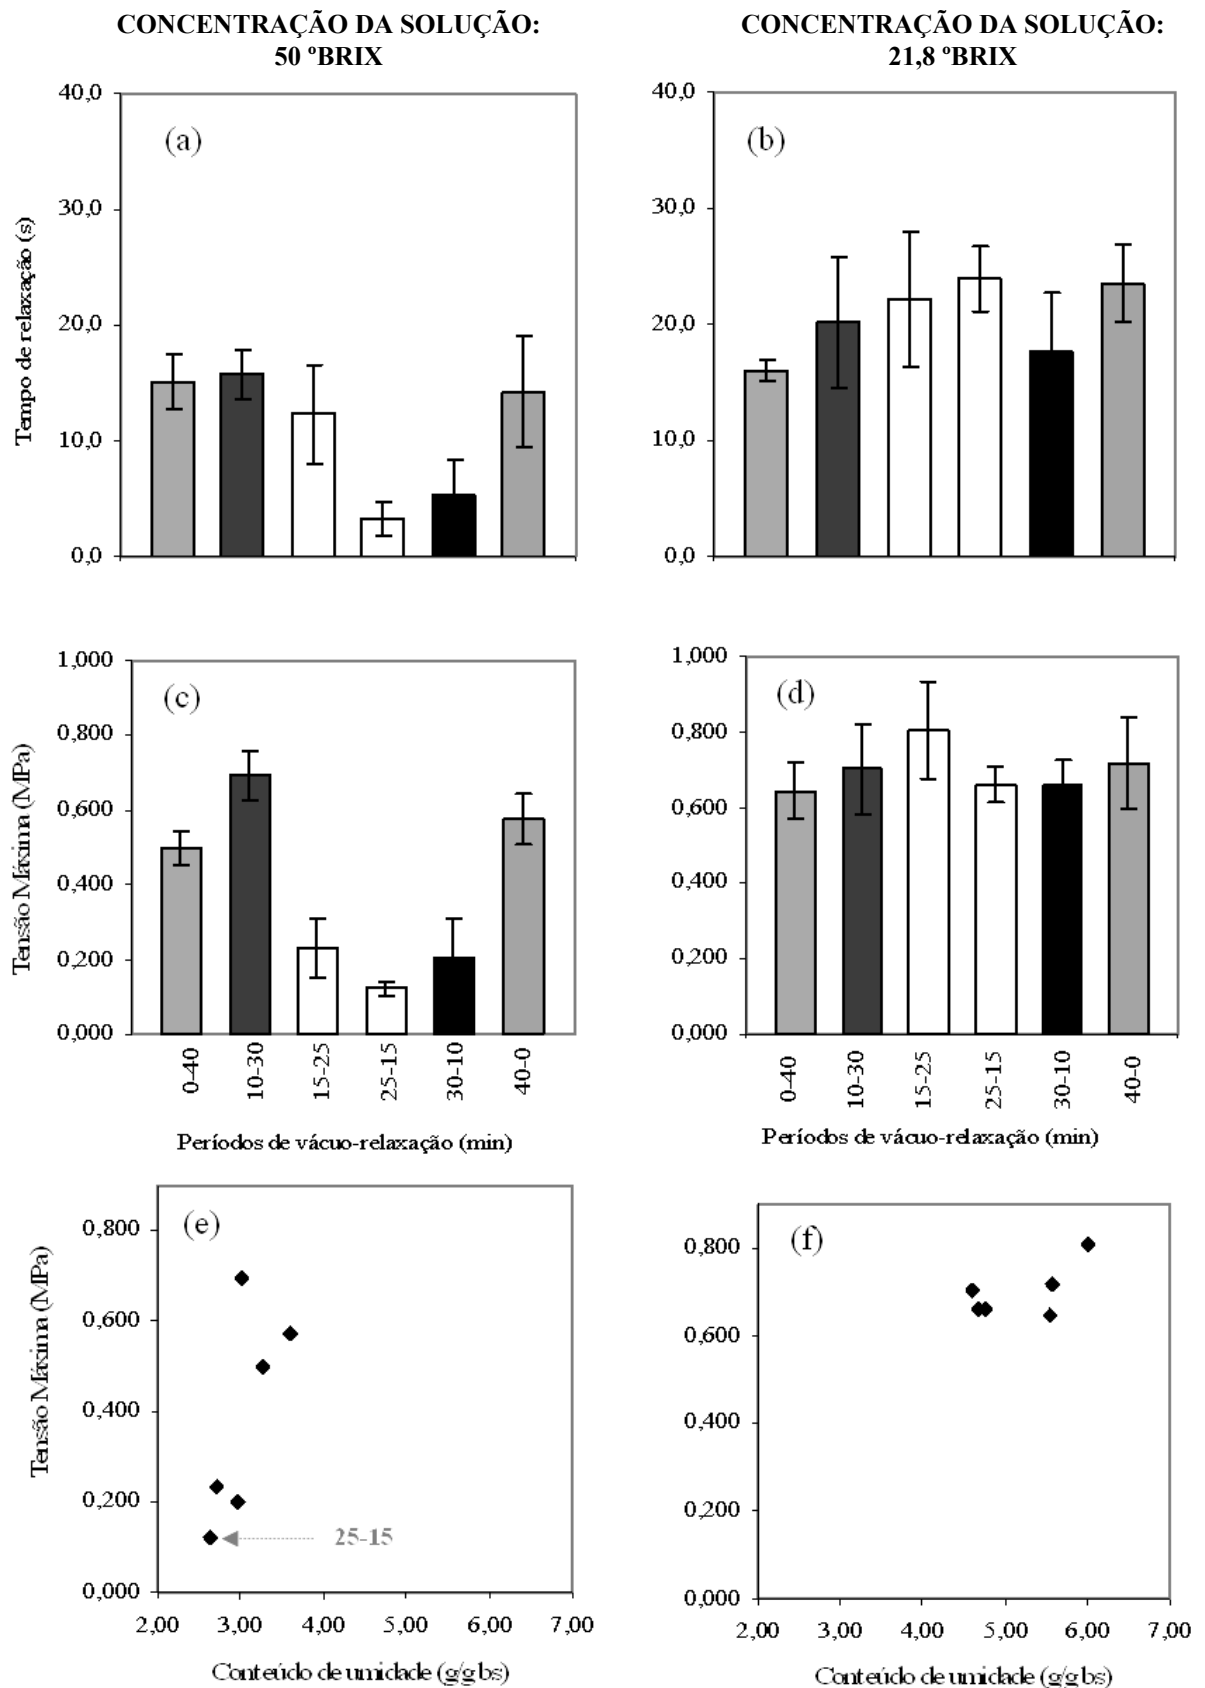 CONCENTRAÇÃO DA SOLUÇÃO:
50 ºBRIX
CONCENTRAÇÃO DA SOLUÇÃO:
21,8 ºBRIX
(a)
40,0
30,0
20,0
10,0
0,0
Tempo de relaxação (s)
(b)
40,0
30,0
20,0
10,0
0,0
(c)
1,000
0,800
0,600
0,400
0,200
0,000
Tensão Máxima (MPa)
0-40
10-30
15-25
25-15
30-10
40-0
Períodos de vácuo-relaxação (min)
(d)
1,000
0,800
0,600
0,400
0,200
0,000
0-40
10-30
15-25
25-15
30-10
40-0
Períodos de vácuo-relaxação (min)
(e)
0,800
0,600
0,400
0,200
0,000
Tensão Máxima (MPa)
25-15
2,00 3,00 4,00 5,00 6,00 7,00
Conteúdo de umidade (g/g bs)
(f)
0,800
0,600
0,400
0,200
0,000
2,00 3,00 4,00 5,00 6,00 7,00
Conteúdo de umidade (g/g bs)